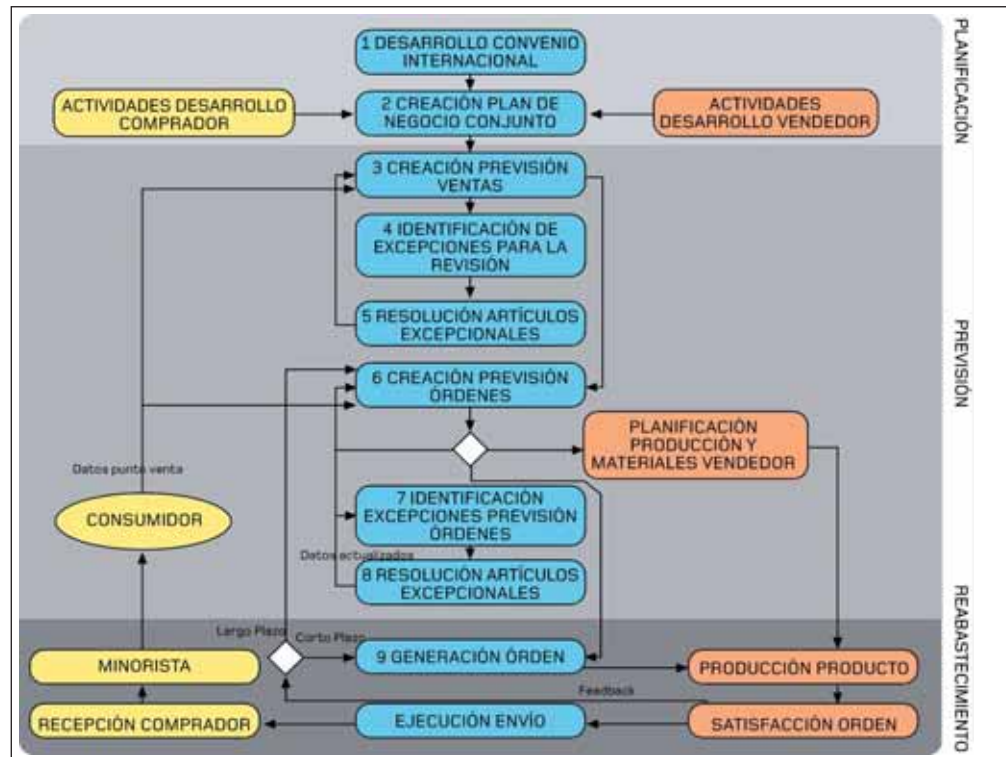 1 DESARROLLO CONVENIO
INTERNACIONAL
ACTIVIDADES DESARROLLO
COMPRADOR
2 CREACIÓN PLAN DE
NEGOCIO CONJUNTO
ACTIVIDADES
DESARROLLO VENDEDOR
PLANIFICACIÓN
3 CREACIÓN PREVISIÓN
VENTAS
4 IDENTIFICACIÓN DE
EXCEPCIONES PARA LA
REVISIÓN
5 RESOLUCIÓN ARTÍCULOS
EXCEPCIONALES
6 CREACIÓN PREVISIÓN
ÓRDENES
PREVISIÓN
PLANIFICACIÓN
PRODUCCIÓN Y
MATERIALES VENDEDOR
Datos punto venta
CONSUMIDOR
7 IDENTIFICACIÓN
EXCEPCIONES PREVISIÓN
ÓRDENES
Datos actualizados
8 RESOLUCIÓN ARTÍCULOS
EXCEPCIONALES
Largo Plazo
Corto Plazo
MINORISTA
9 GENERACIÓN ÓRDEN
PRODUCCIÓN PRODUCTO
Feedback
RECEPCIÓN COMPRADOR
EJECUCIÓN ENVÍO
SATISFACCIÓN ORDEN
REABASTECIMIENTO